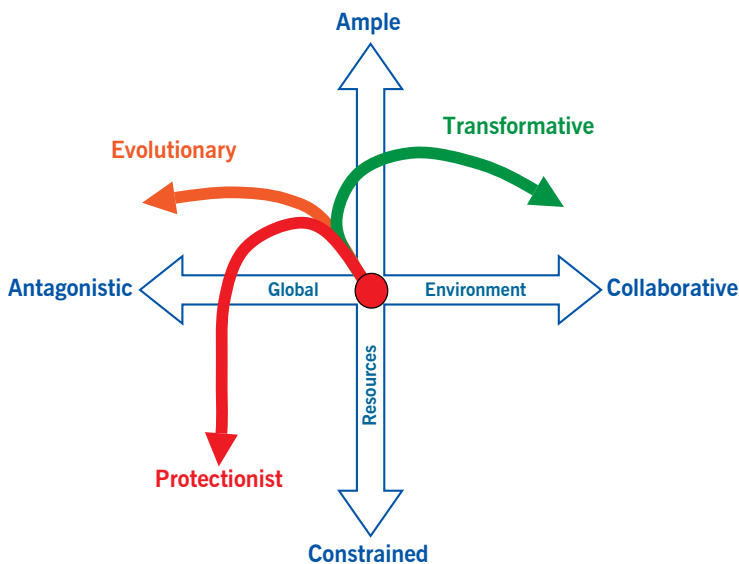 Ample
Transformative
Evolutionary
Antagonistic
Global
Environment
Collaborative
Resources
Protectionist
Constrained